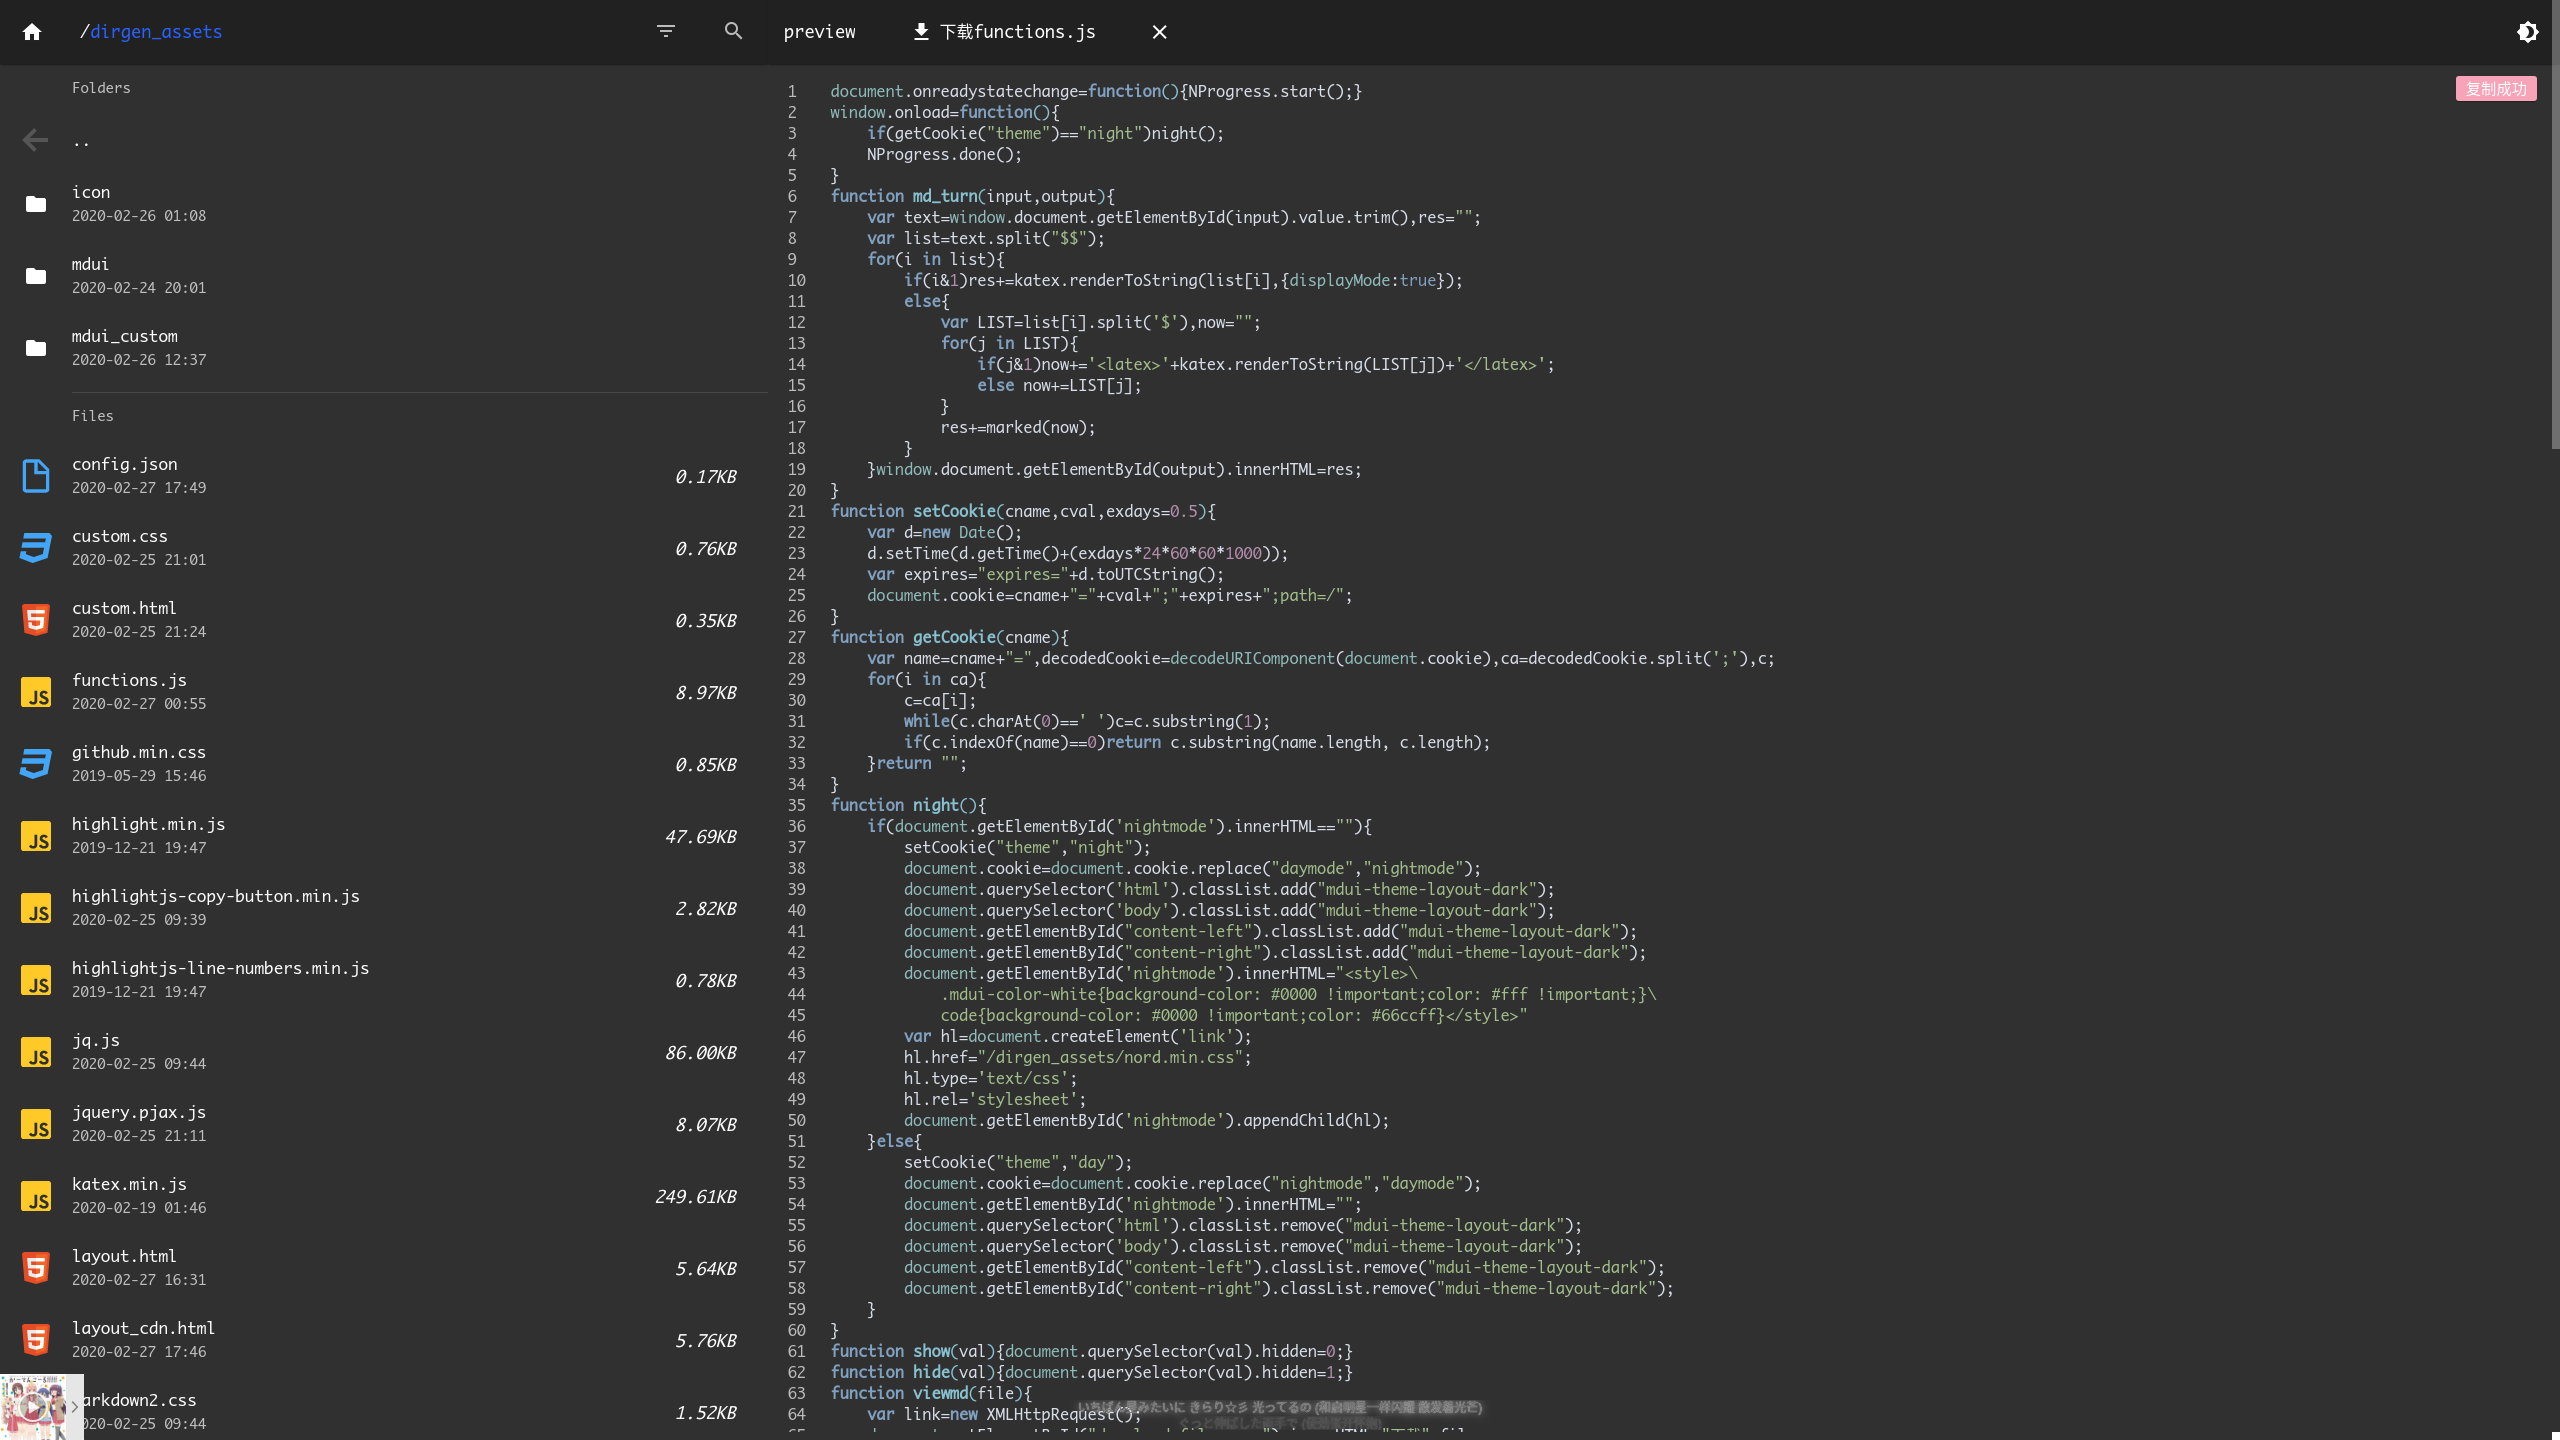 /dirgen_assets
preview
下载functions.js
复制成功
Folders
..
icon
2020-02-26 01:08
mdui
2020-02-24 20:01
mdui_custom
2020-02-26 12:37
Files
config.json
2020-02-27 17:49
0.17KB
custom.css
2020-02-25 21:01
0.76KB
custom.html
2020-02-25 21:24
0.35KB
functions.js
2020-02-27 00:55
8.97KB
github.min.css
2019-05-29 15:46
0.85KB
highlight.min.js
2019-12-21 19:47
47.69KB
highlightjs-copy-button.min.js
2020-02-25 09:39
2.82KB
highlightjs-line-numbers.min.js
2019-12-21 19:47
0.78KB
jq.js
2020-02-25 09:44
86.00KB
jquery.pjax.js
2020-02-25 21:11
8.07KB
katex.min.js
2020-02-19 01:46
249.61KB
layout.html
2020-02-27 16:31
5.64KB
layout_cdn.html
2020-02-27 17:46
5.76KB
arkdown2.css
020-02-25 09:44
1.52KB
1 document.onreadystatechange=function(){NProgress.start();}
2 window.onload=function(){
3 if(getCookie("theme")=="night")night();
4 NProgress.done();
5 }
6 function md_turn(input,output){
7 var text=window.document.getElementById(input).value.trim(),res="";
8 var list=text.split("$$");
9 for(i in list){
10 if(i&1)res+=katex.renderToString(list[i],{displayMode:true});
11 else{
12 var LIST=list[i].split('$'),now="";
13 for(j in LIST){
14 if(j&1)now+='<latex>'+katex.renderToString(LIST[j])+'</latex>';
15 else now+=LIST[j];
16 }
17 res+=marked(now);
18 }
19 }window.document.getElementById(output).innerHTML=res;
20 }
21 function setCookie(cname,cval,exdays=0.5){
22 var d=new Date();
23 d.setTime(d.getTime()+(exdays*24*60*60*1000));
24 var expires="expires="+d.toUTCString();
25 document.cookie=cname+"="+cval+";"+expires+";path=/";
26 }
27 function getCookie(cname){
28 var name=cname+"=",decodedCookie=decodeURIComponent(document.cookie),ca=decodedCookie.split(';'),c;
29 for(i in ca){
30 c=ca[i];
31 while(c.charAt(0)==' ')c=c.substring(1);
32 if(c.indexOf(name)==0)return c.substring(name.length, c.length);
33 }return "";
34 }
35 function night(){
36 if(document.getElementById('nightmode').innerHTML==""){
37 setCookie("theme","night");
38 document.cookie=document.cookie.replace("daymode","nightmode");
39 document.querySelector('html').classList.add("mdui-theme-layout-dark");
40 document.querySelector('body').classList.add("mdui-theme-layout-dark");
41 document.getElementById("content-left").classList.add("mdui-theme-layout-dark");
42 document.getElementById("content-right").classList.add("mdui-theme-layout-dark");
43 document.getElementById('nightmode').innerHTML="<style>\
44 .mdui-color-white{background-color: #0000 !important;color: #fff !important;}\
45 code{background-color: #0000 !important;color: #66ccff}</style>"
46 var hl=document.createElement('link');
47 hl.href="/dirgen_assets/nord.min.css";
48 hl.type='text/css';
49 hl.rel='stylesheet';
50 document.getElementById('nightmode').appendChild(hl);
51 }else{
52 setCookie("theme","day");
53 document.cookie=document.cookie.replace("nightmode","daymode");
54 document.getElementById('nightmode').innerHTML="";
55 document.querySelector('html').classList.remove("mdui-theme-layout-dark");
56 document.querySelector('body').classList.remove("mdui-theme-layout-dark");
57 document.getElementById("content-left").classList.remove("mdui-theme-layout-dark");
58 document.getElementById("content-right").classList.remove("mdui-theme-layout-dark");
59 }
60 }
61 function show(val){document.querySelector(val).hidden=0;}
62 function hide(val){document.querySelector(val).hidden=1;}
63 function viewmd(file){
64 var link=new XMLHttpRequest();
きらり☆彡 光ってるの